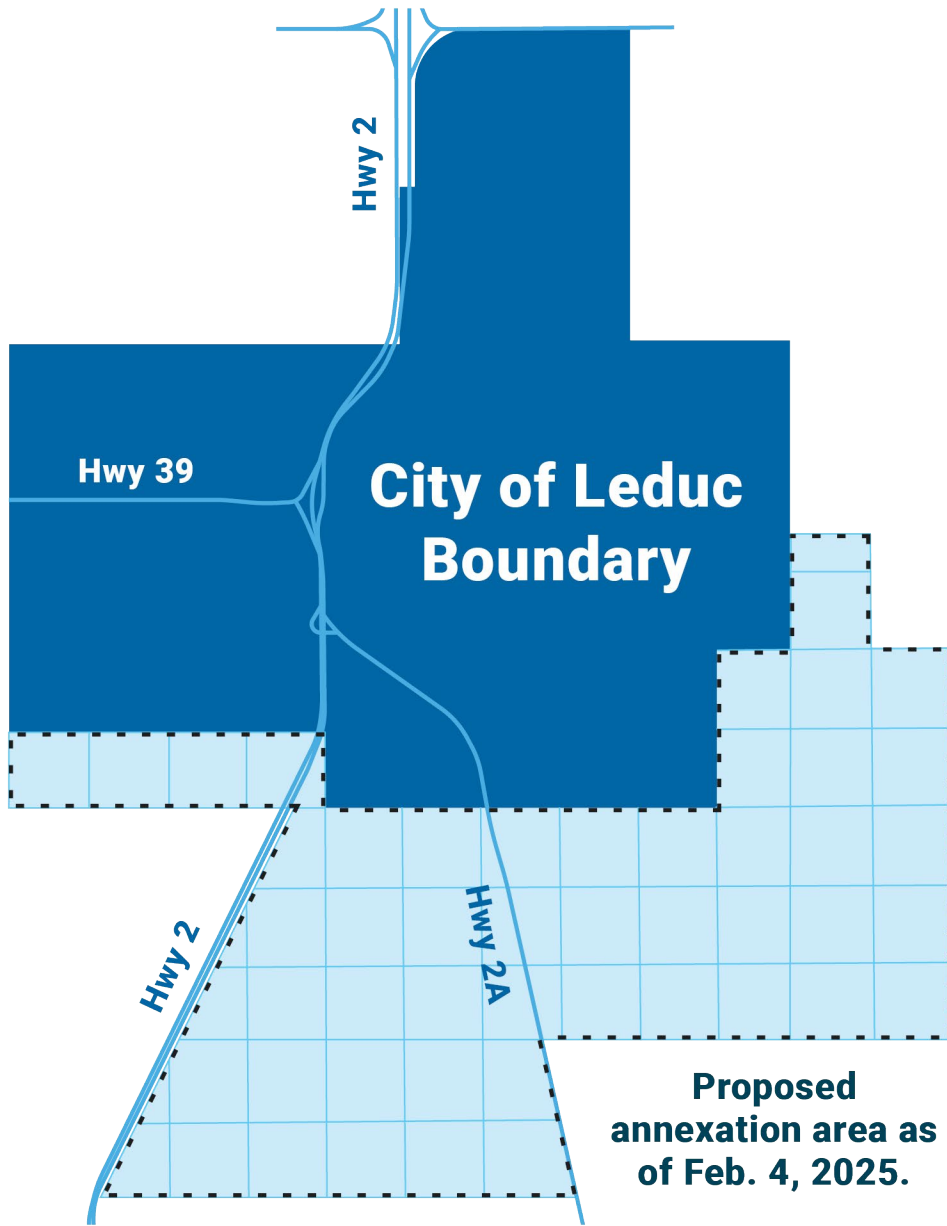 Hwy 2
Hwy 39
City of Leduc
Boundary
Hwy 2
Hwy 2A
Proposed
annexation area as
of Feb. 4, 2025.